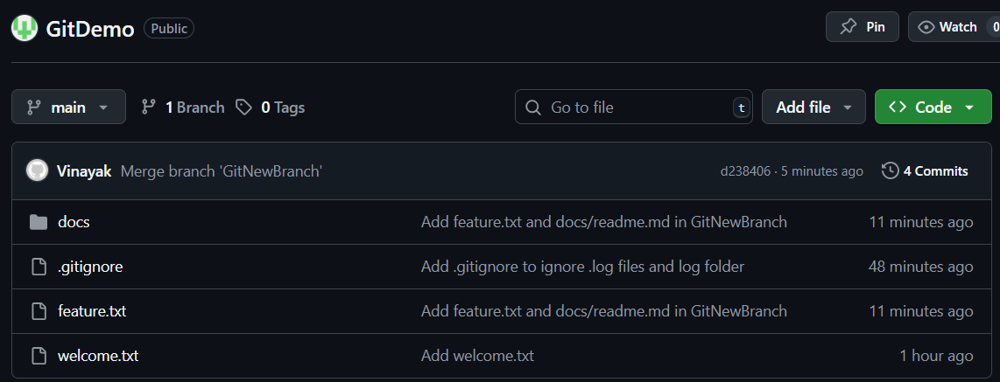 GitDemo Public Pin Watch 0
main 1 Branch 0 Tags Go to file t Add file Code
Vinayak Merge branch 'GitNewBranch' d238406 · 5 minutes ago 4 Commits
docs Add feature.txt and docs/readme.md in GitNewBranch 11 minutes ago
.gitignore Add .gitignore to ignore .log files and log folder 48 minutes ago
feature.txt Add feature.txt and docs/readme.md in GitNewBranch 11 minutes ago
welcome.txt Add welcome.txt 1 hour ago